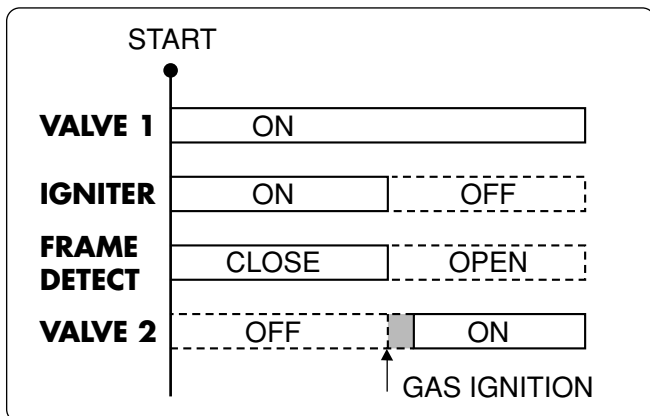 START
VALVE 1 ON
IGNITER ON OFF
FRAME
DETECT CLOSE OPEN
VALVE 2 OFF ON
GAS IGNITION